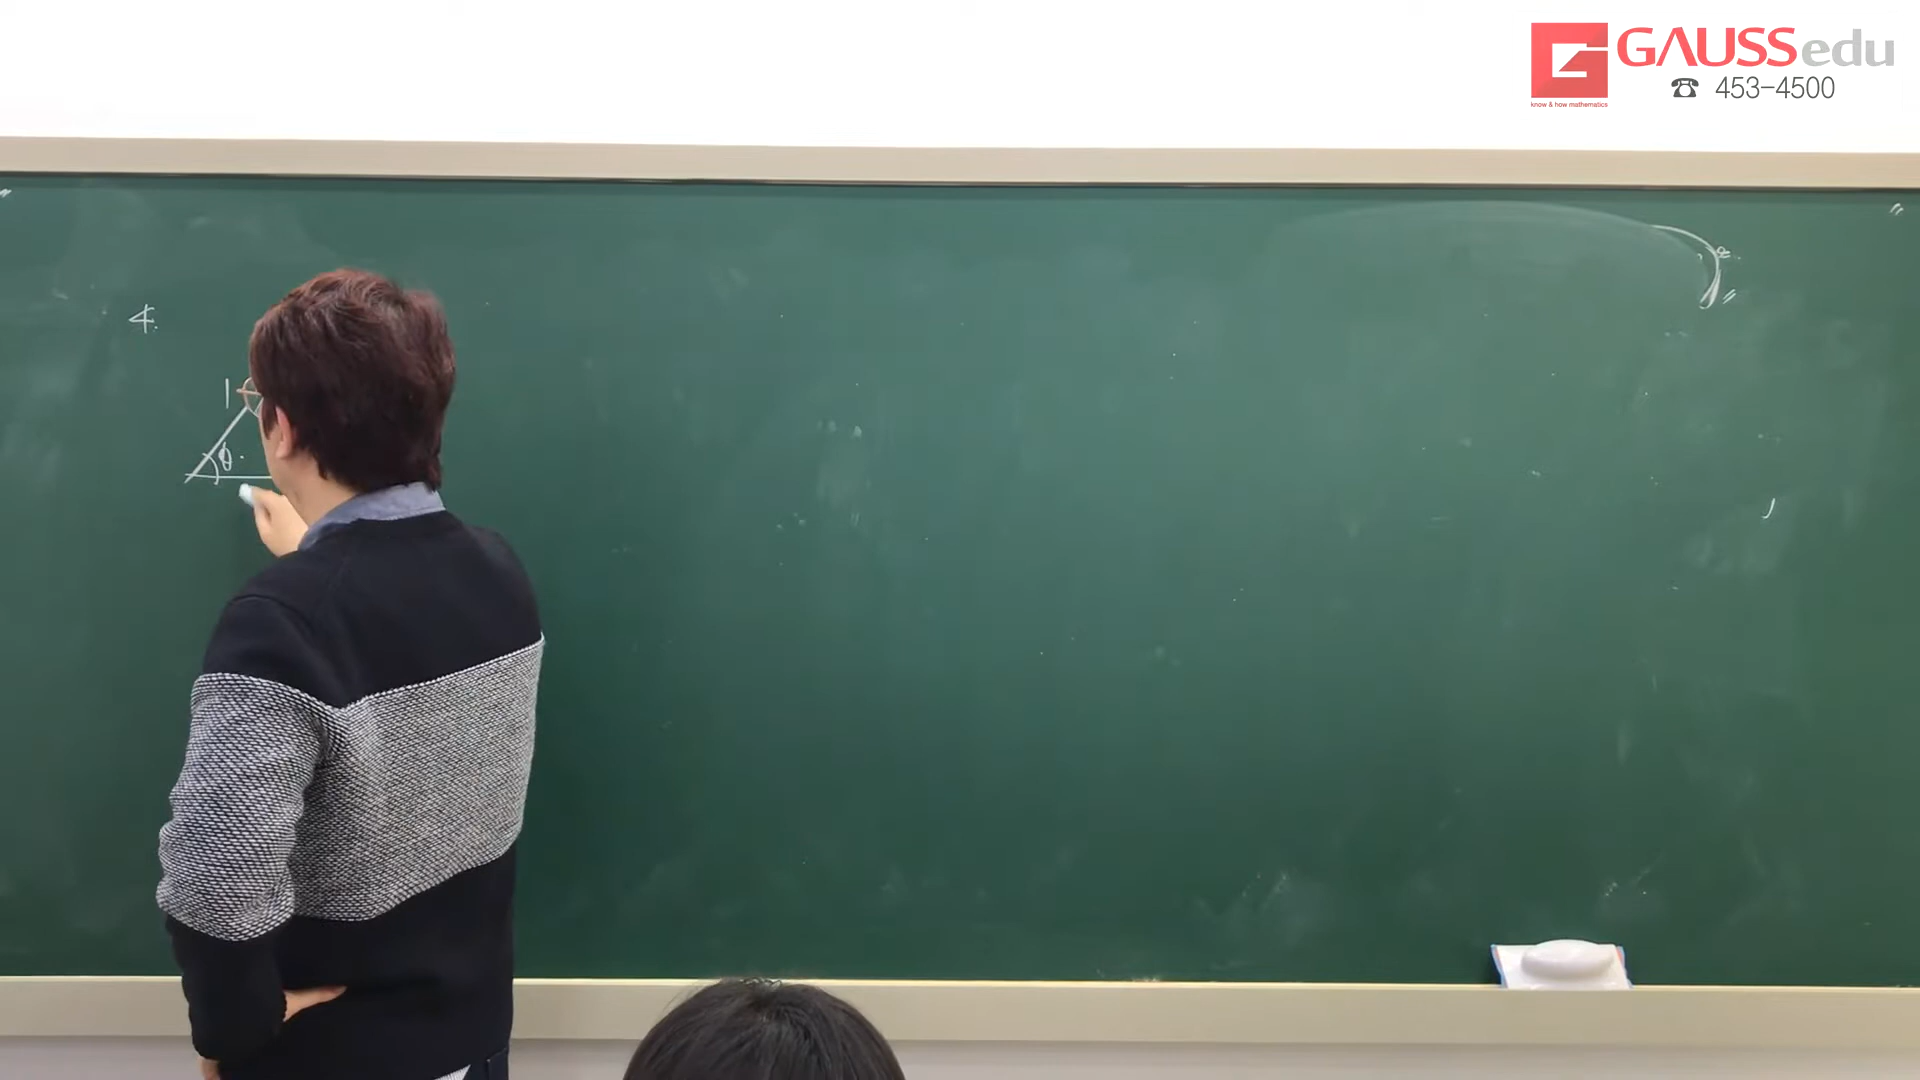 GAUSSedu
453-4500
know & how mathematics
4.
1
θ